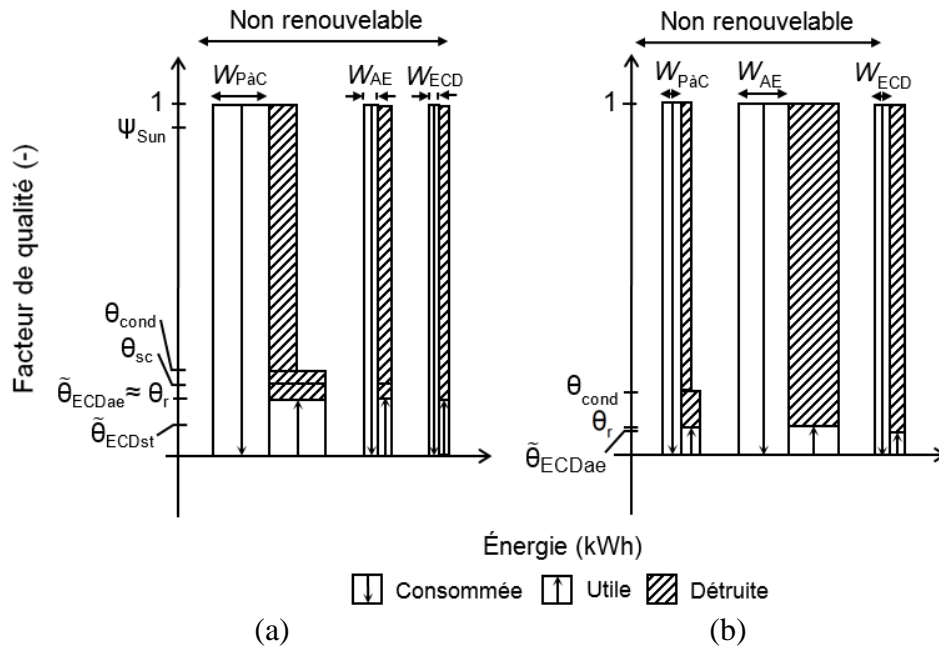 Non renouvelable
W_PàC W_AE W_ECD
1
Ψ_Sun
Facteur de qualité (-)
θ_cond
θ_sc
θ̃_ECDae ≈ θ_r
θ̃_ECDst
Non renouvelable
W_PàC W_AE W_ECD
1
θ_cond
θ_r
θ̃_ECDae
Énergie (kWh)
Consommée Utile Détruite
(a) (b)